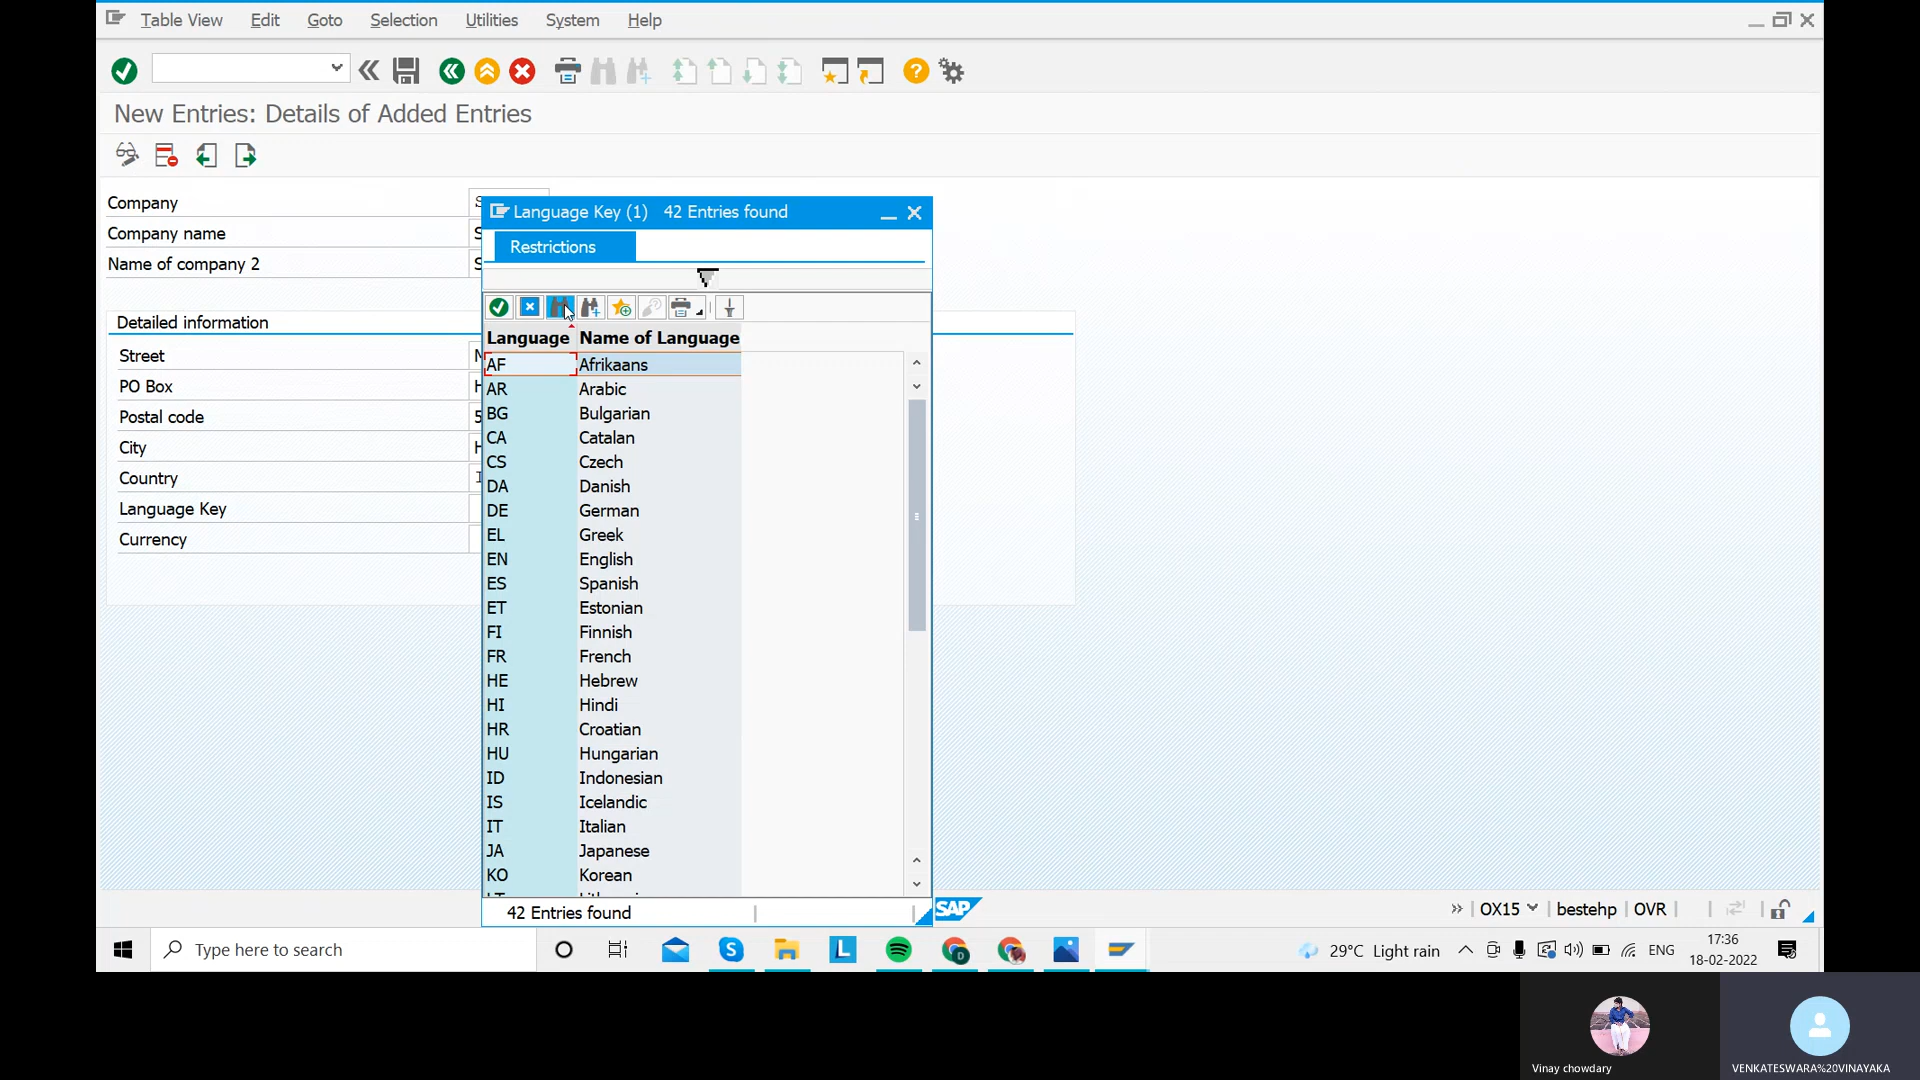 Table View Edit Goto Selection Utilities System Help
New Entries: Details of Added Entries
Company
Company name
Name of company 2
Detailed information
Street
PO Box
Postal code
City
Country
Language Key
Currency
Language Key (1) 42 Entries found
Restrictions
Language Name of Language
AF Afrikaans
AR Arabic
BG Bulgarian
CA Catalan
CS Czech
DA Danish
DE German
EL Greek
EN English
ES Spanish
ET Estonian
FI Finnish
FR French
HE Hebrew
HI Hindi
HR Croatian
HU Hungarian
ID Indonesian
IS Icelandic
IT Italian
JA Japanese
KO Korean
42 Entries found
SAP
OX15 bestehp OVR
Type here to search
29°C Light rain
ENG
17:36
18-02-2022
Vinay chowdary
VENKATESWARA%20VINAYAKA